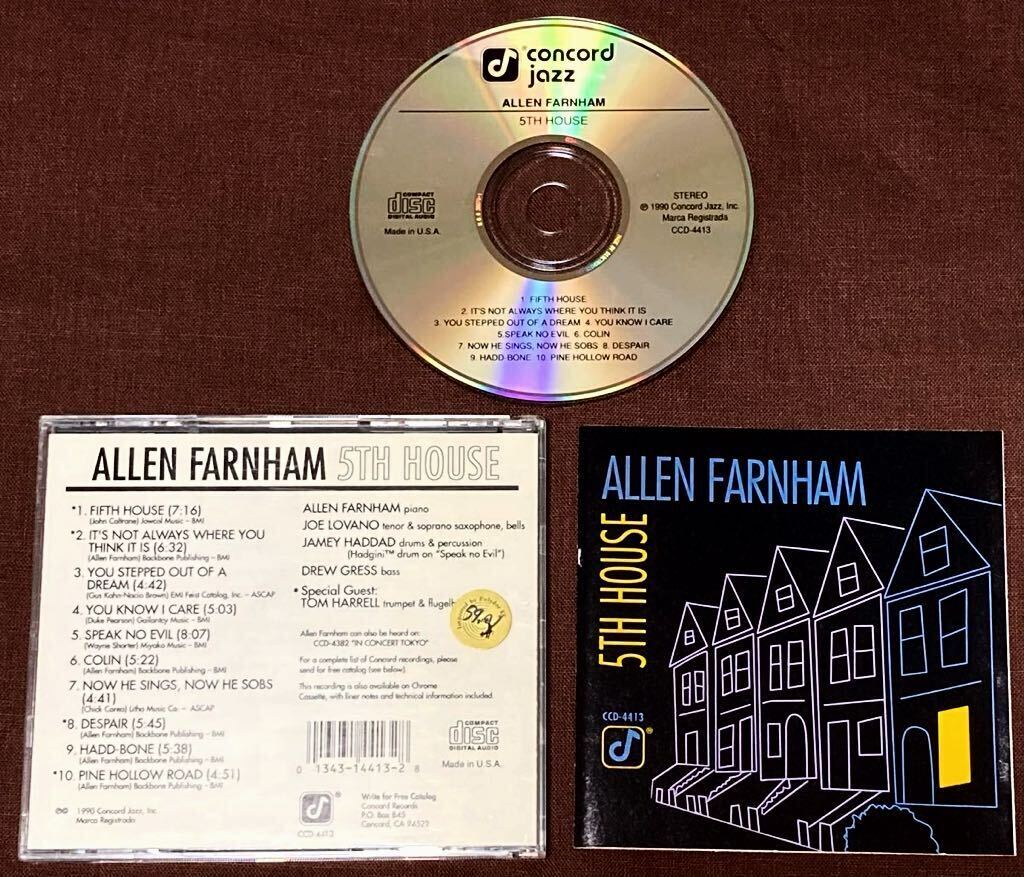 concord
jazz
ALLEN FARNHAM
5TH HOUSE
COMPACT
disc
DIGITAL AUDIO
Made in U.S.A.
STEREO
℗ 1990 Concord Jazz, Inc.
Marca Registrada
CCD-4413
1. FIFTH HOUSE
2. IT'S NOT ALWAYS WHERE YOU THINK IT IS
3. YOU STEPPED OUT OF A DREAM 4. YOU KNOW I CARE
5. SPEAK NO EVIL 6. COLIN
7. NOW HE SINGS, NOW HE SOBS 8. DESPAIR
9. HADD-BONE 10. PINE HOLLOW ROAD
ALLEN FARNHAM 5TH HOUSE
*1. FIFTH HOUSE (7:16)
(John Coltrane) Jowcol Music – BMI
*2. IT'S NOT ALWAYS WHERE YOU
THINK IT IS (6:32)
(Allen Farnham) Backbone Publishing – BMI
3. YOU STEPPED OUT OF A
DREAM (4:42)
(Gus Kahn-Nacio Brown) EMI Feist Catalog, Inc. – ASCAP
4. YOU KNOW I CARE (5:03)
(Duke Pearson) Gailantcy Music – BMI
5. SPEAK NO EVIL (8:07)
(Wayne Shorter) Miyako Music – BMI
6. COLIN (5:22)
(Allen Farnham) Backbone Publishing – BMI
7. NOW HE SINGS, NOW HE SOBS
(4:41)
(Chick Corea) Litha Music Co. – ASCAP
*8. DESPAIR (5:45)
(Allen Farnham) Backbone Publishing – BMI
9. HADD-BONE (5:38)
(Allen Farnham) Backbone Publishing – BMI
*10. PINE HOLLOW ROAD (4:51)
(Allen Farnham) Backbone Publishing – BMI
℗© 1990 Concord Jazz, Inc.
Marca Registrada
ALLEN FARNHAM piano
JOE LOVANO tenor & soprano saxophone, bells
JAMEY HADDAD drums & percussion
(Hadgini™ drum on "Speak no Evil")
DREW GRESS bass
* Special Guest:
TOM HARRELL trumpet & flugelh
Allen Farnham can also be heard on:
CCD-4382 "IN CONCERT TOKYO"
For a complete list of Concord recordings, please
send for free catalog (see below)
This recording is also available on Chrome
Cassette, with liner notes and technical information included.
0 13431-4413-2 8
COMPACT
disc
DIGITAL AUDIO
Made in U.S.A.
CCD-4413
Write for Free Catalog
Concord Records
P.O. Box 845
Concord, CA 94522
ALLEN FARNHAM
5TH HOUSE
CCD-4413